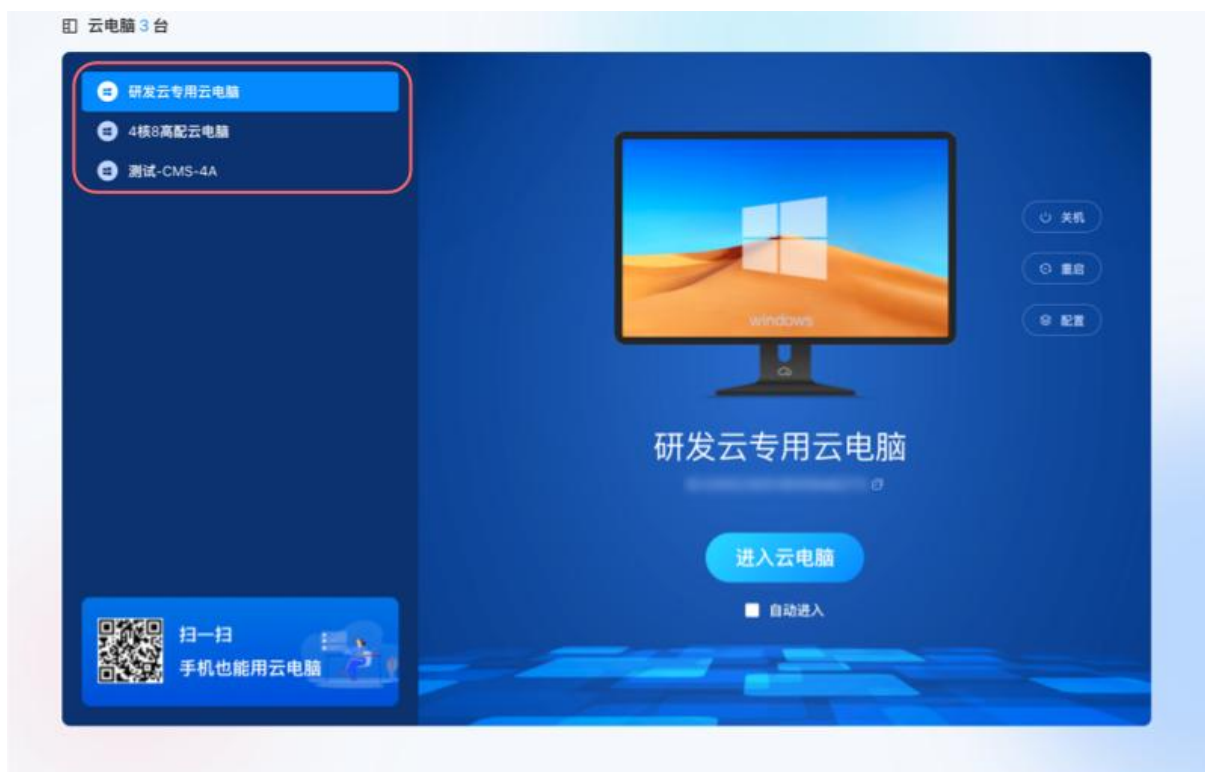 云电脑 3 台
研发云专用云电脑
4核8高配云电脑
测试-CMS-4A
windows
关机
重启
配置
研发云专用云电脑
进入云电脑
自动进入
扫一扫
手机也能用云电脑